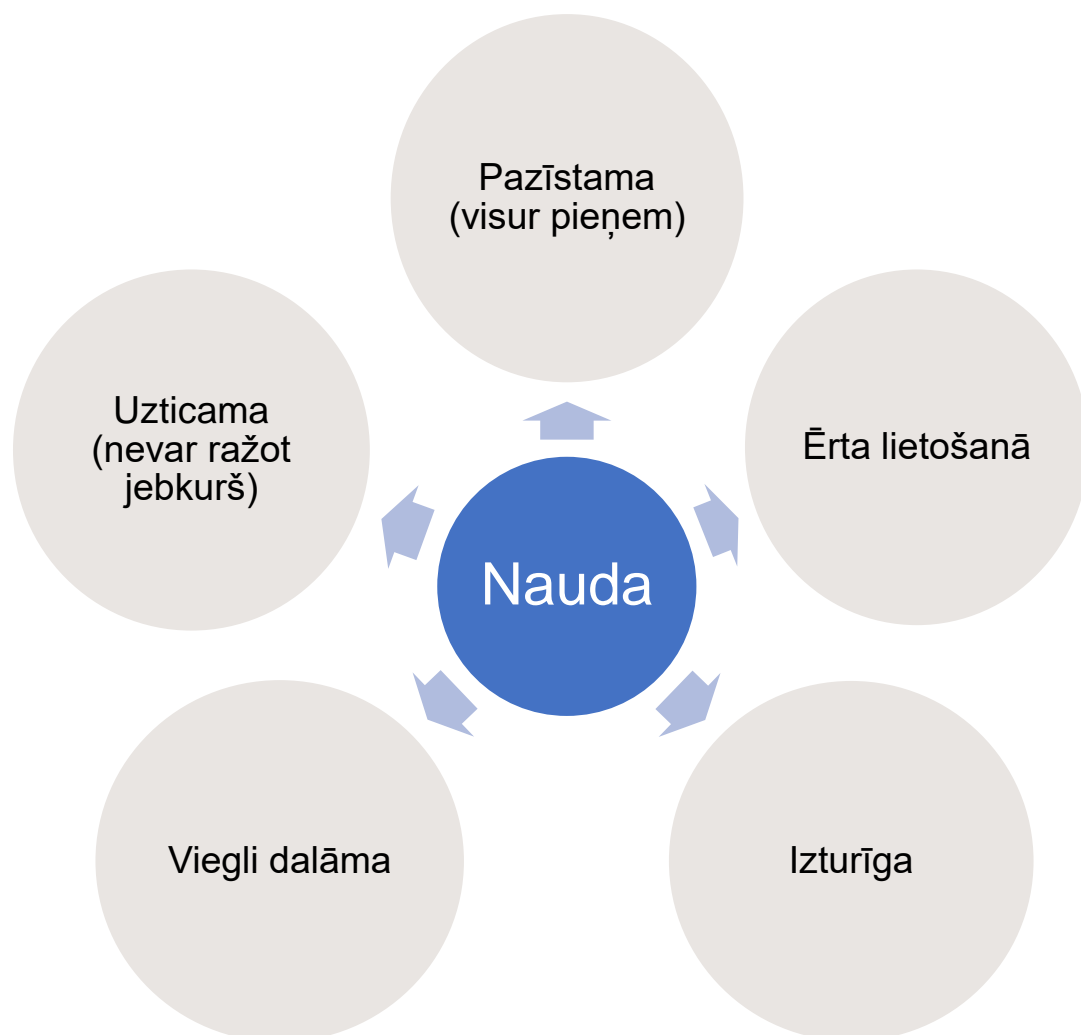 Pazīstama
(visur pieņem)
Uzticama
(nevar ražot
jebkurš)
Ērta lietošanā
Nauda
Viegli dalāma
Izturīga